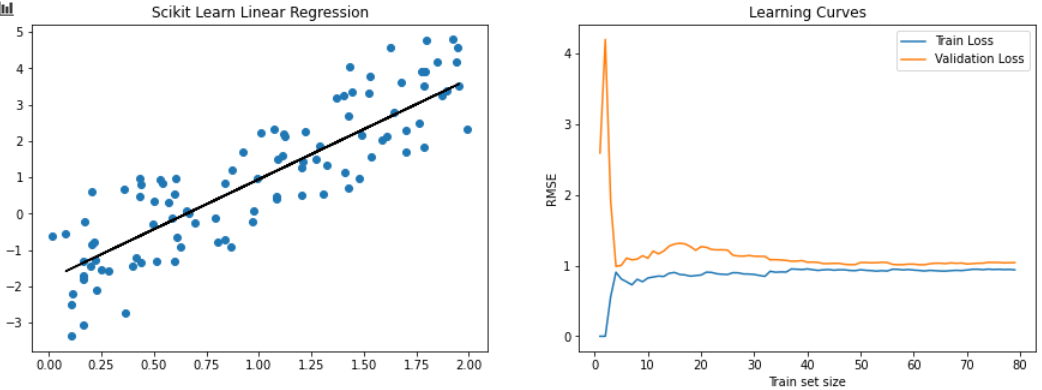 Scikit Learn Linear Regression
5
4
3
2
1
0
−1
−2
−3
0.00 0.25 0.50 0.75 1.00 1.25 1.50 1.75 2.00
Learning Curves
Train Loss
Validation Loss
RMSE
4
3
2
1
0
0 10 20 30 40 50 60 70 80
Train set size